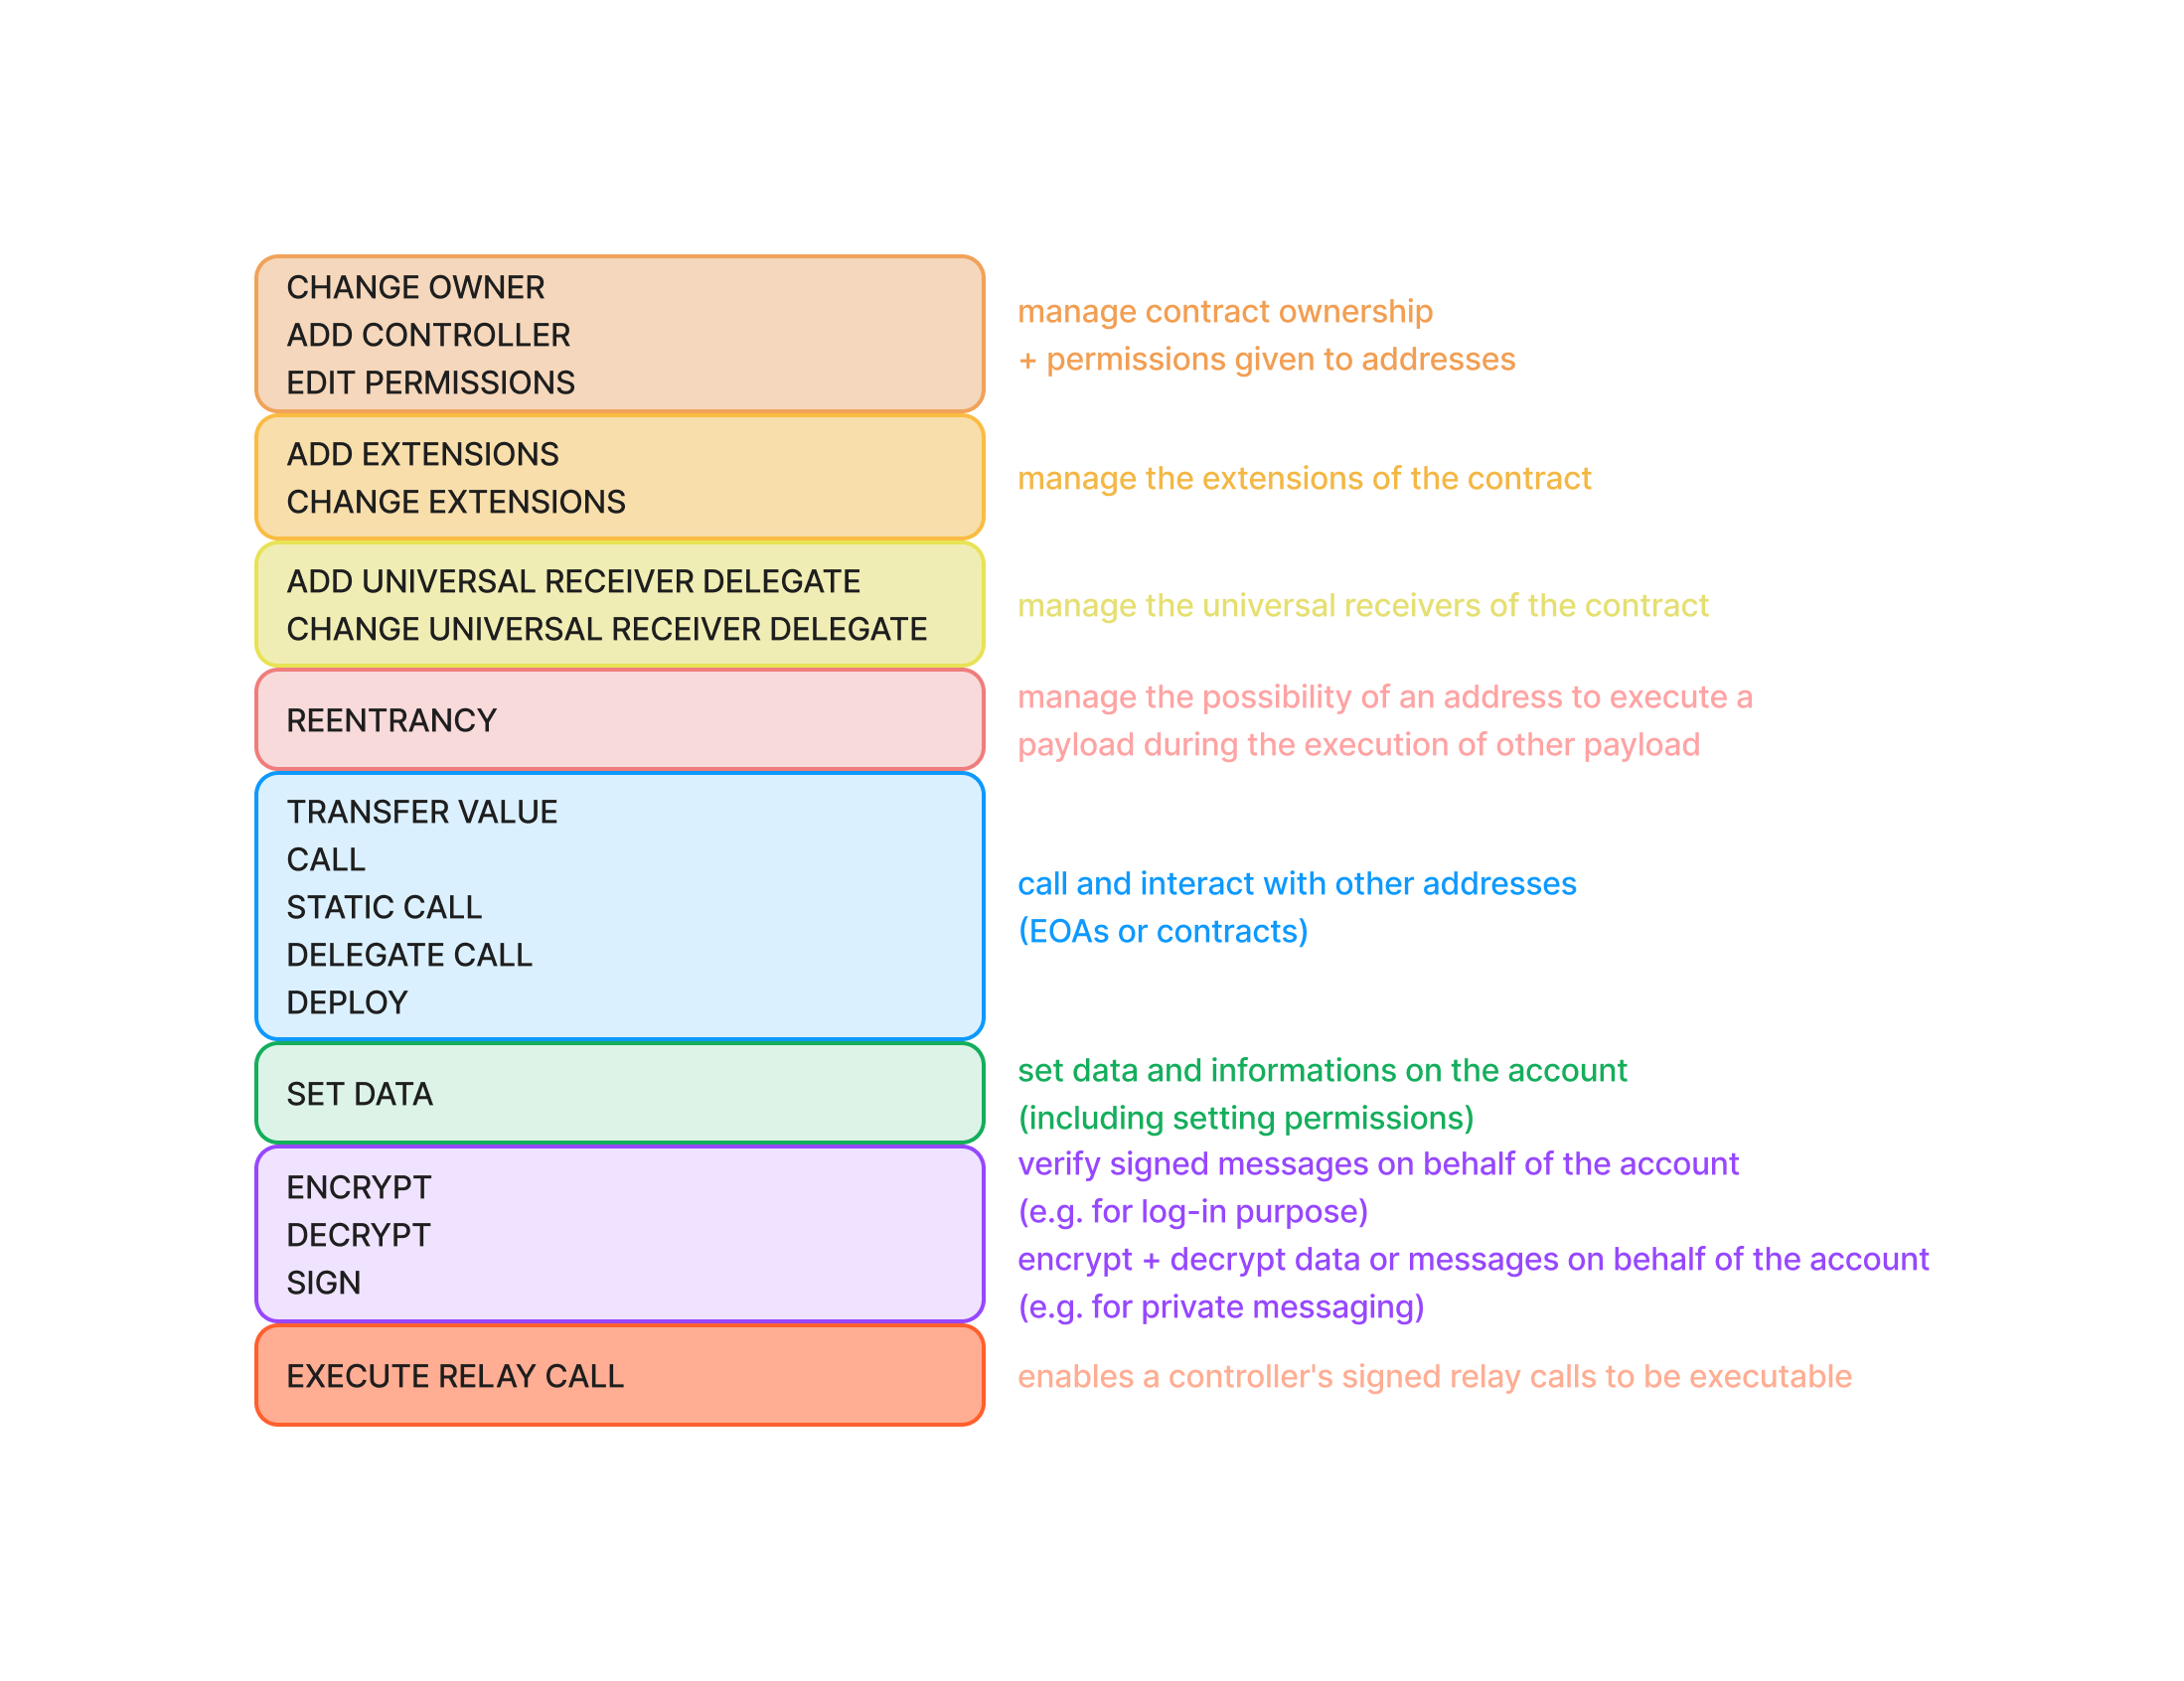 CHANGE OWNER
ADD CONTROLLER
EDIT PERMISSIONS
manage contract ownership
+ permissions given to addresses
ADD EXTENSIONS
CHANGE EXTENSIONS
manage the extensions of the contract
ADD UNIVERSAL RECEIVER DELEGATE
CHANGE UNIVERSAL RECEIVER DELEGATE
manage the universal receivers of the contract
REENTRANCY
manage the possibility of an address to execute a
payload during the execution of other payload
TRANSFER VALUE
CALL
STATIC CALL
DELEGATE CALL
DEPLOY
call and interact with other addresses
(EOAs or contracts)
SET DATA
set data and informations on the account
(including setting permissions)
ENCRYPT
DECRYPT
SIGN
verify signed messages on behalf of the account
(e.g. for log-in purpose)
encrypt + decrypt data or messages on behalf of the account
(e.g. for private messaging)
EXECUTE RELAY CALL
enables a controller's signed relay calls to be executable